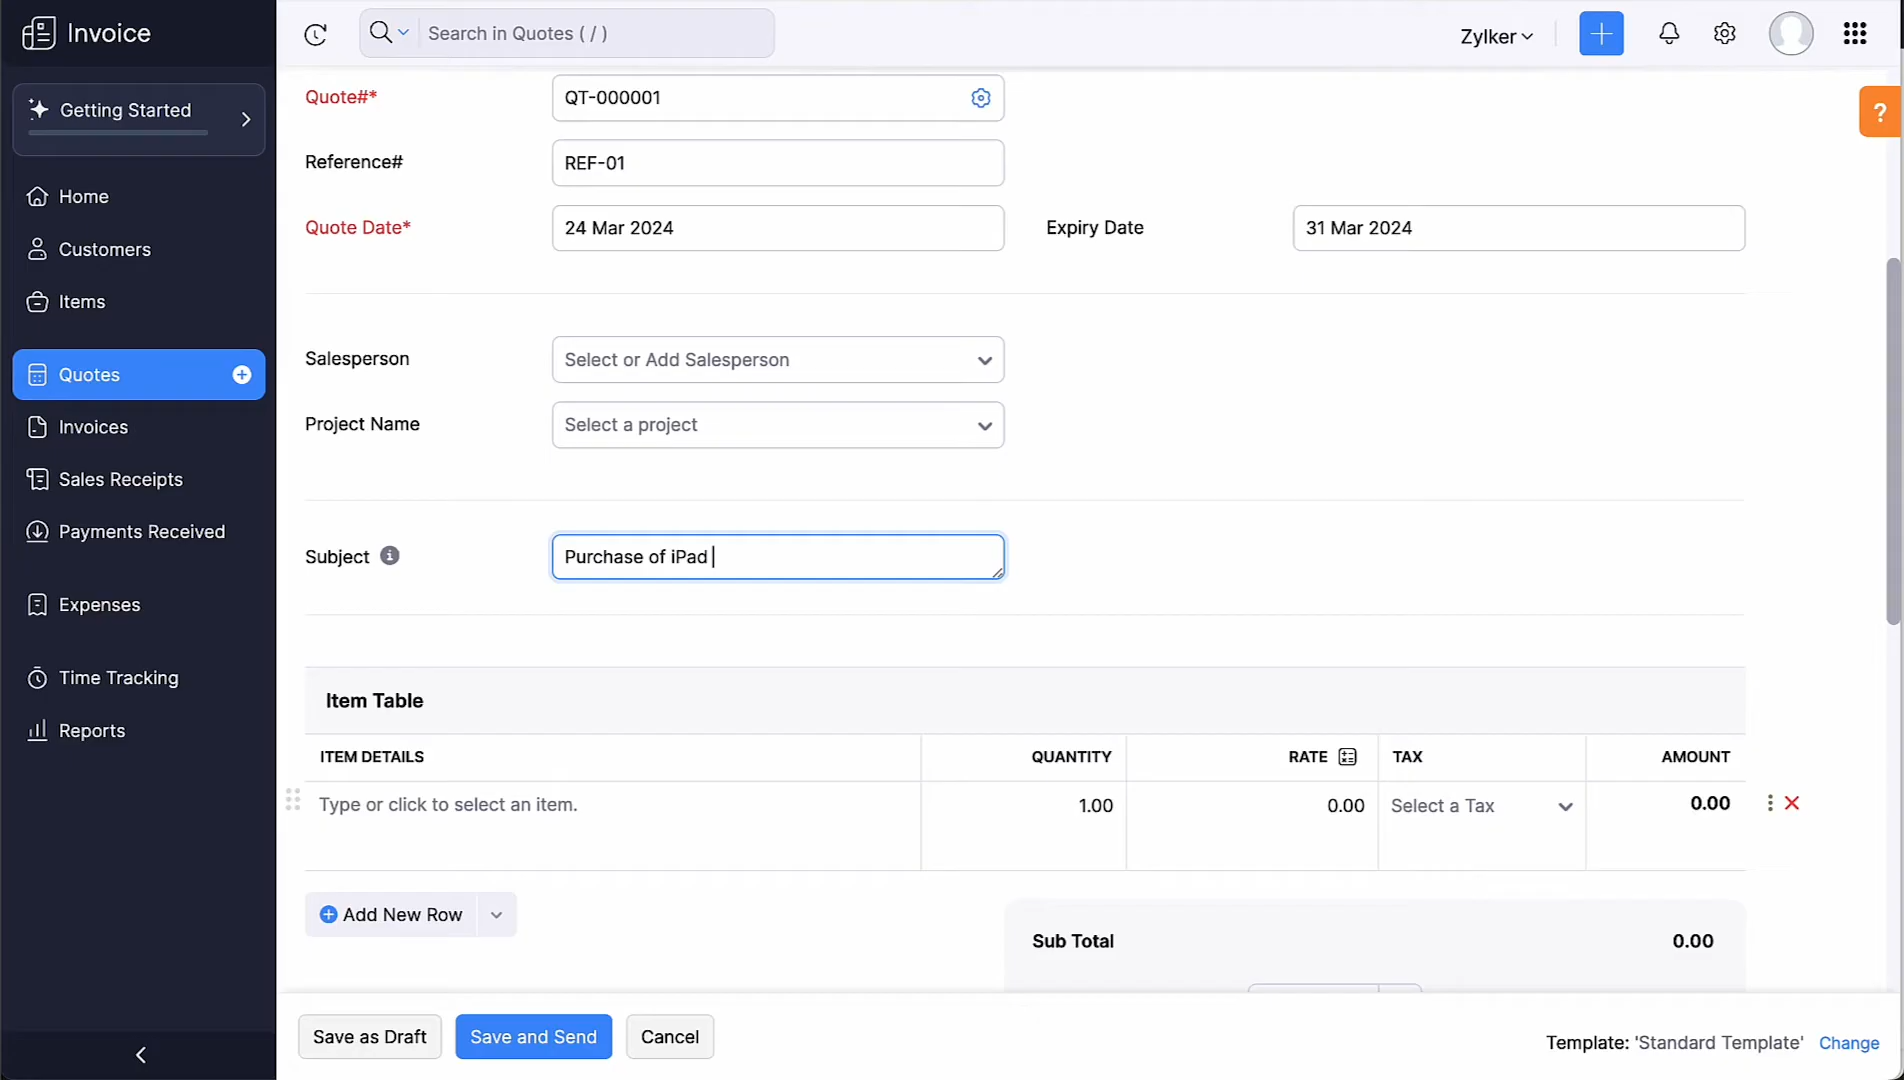 Invoice
Search in Quotes ( / )
Zylker
Getting Started
?
Home
Customers
Items
Quotes
Invoices
Sales Receipts
Payments Received
Expenses
Time Tracking
Reports
Quote#* QT-000001
Reference# REF-01
Quote Date* 24 Mar 2024 Expiry Date 31 Mar 2024
Salesperson Select or Add Salesperson
Project Name Select a project
Subject Purchase of iPad
Item Table
ITEM DETAILS QUANTITY RATE TAX AMOUNT
Type or click to select an item. 1.00 0.00 Select a Tax 0.00
Add New Row
Sub Total 0.00
Save as Draft Save and Send Cancel Template: 'Standard Template' Change